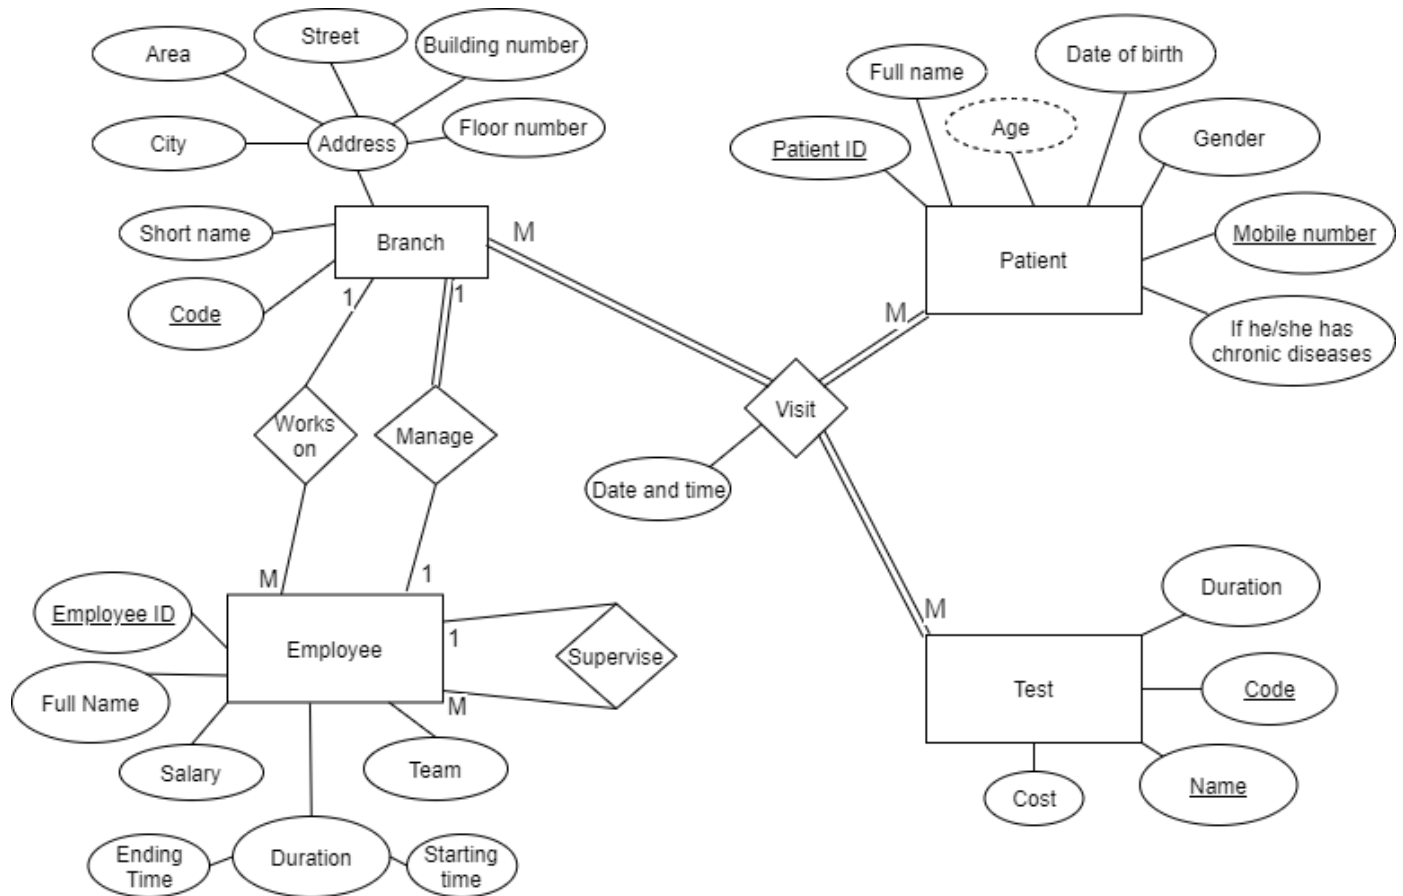 Area
Street
Building number
City
Address
Floor number
Short name
Branch
Code
M
1
1
Full name
Date of birth
Age
Patient ID
Gender
Mobile number
Patient
If he/she has
chronic diseases
M
Visit
Date and time
M
Works
on
Manage
M
1
Employee ID
Employee
Full Name
Salary
Team
Duration
Ending
Time
Starting
time
1
Supervise
M
Test
Duration
Code
Name
Cost